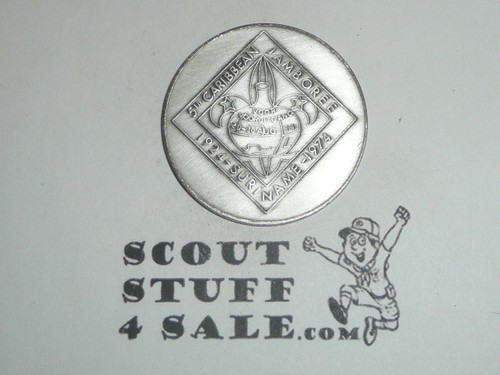 5TH CARIBBEAN JAMBOREE
1924-SURINAME-1974
SCOUT
STUFF
4 SALE.COM